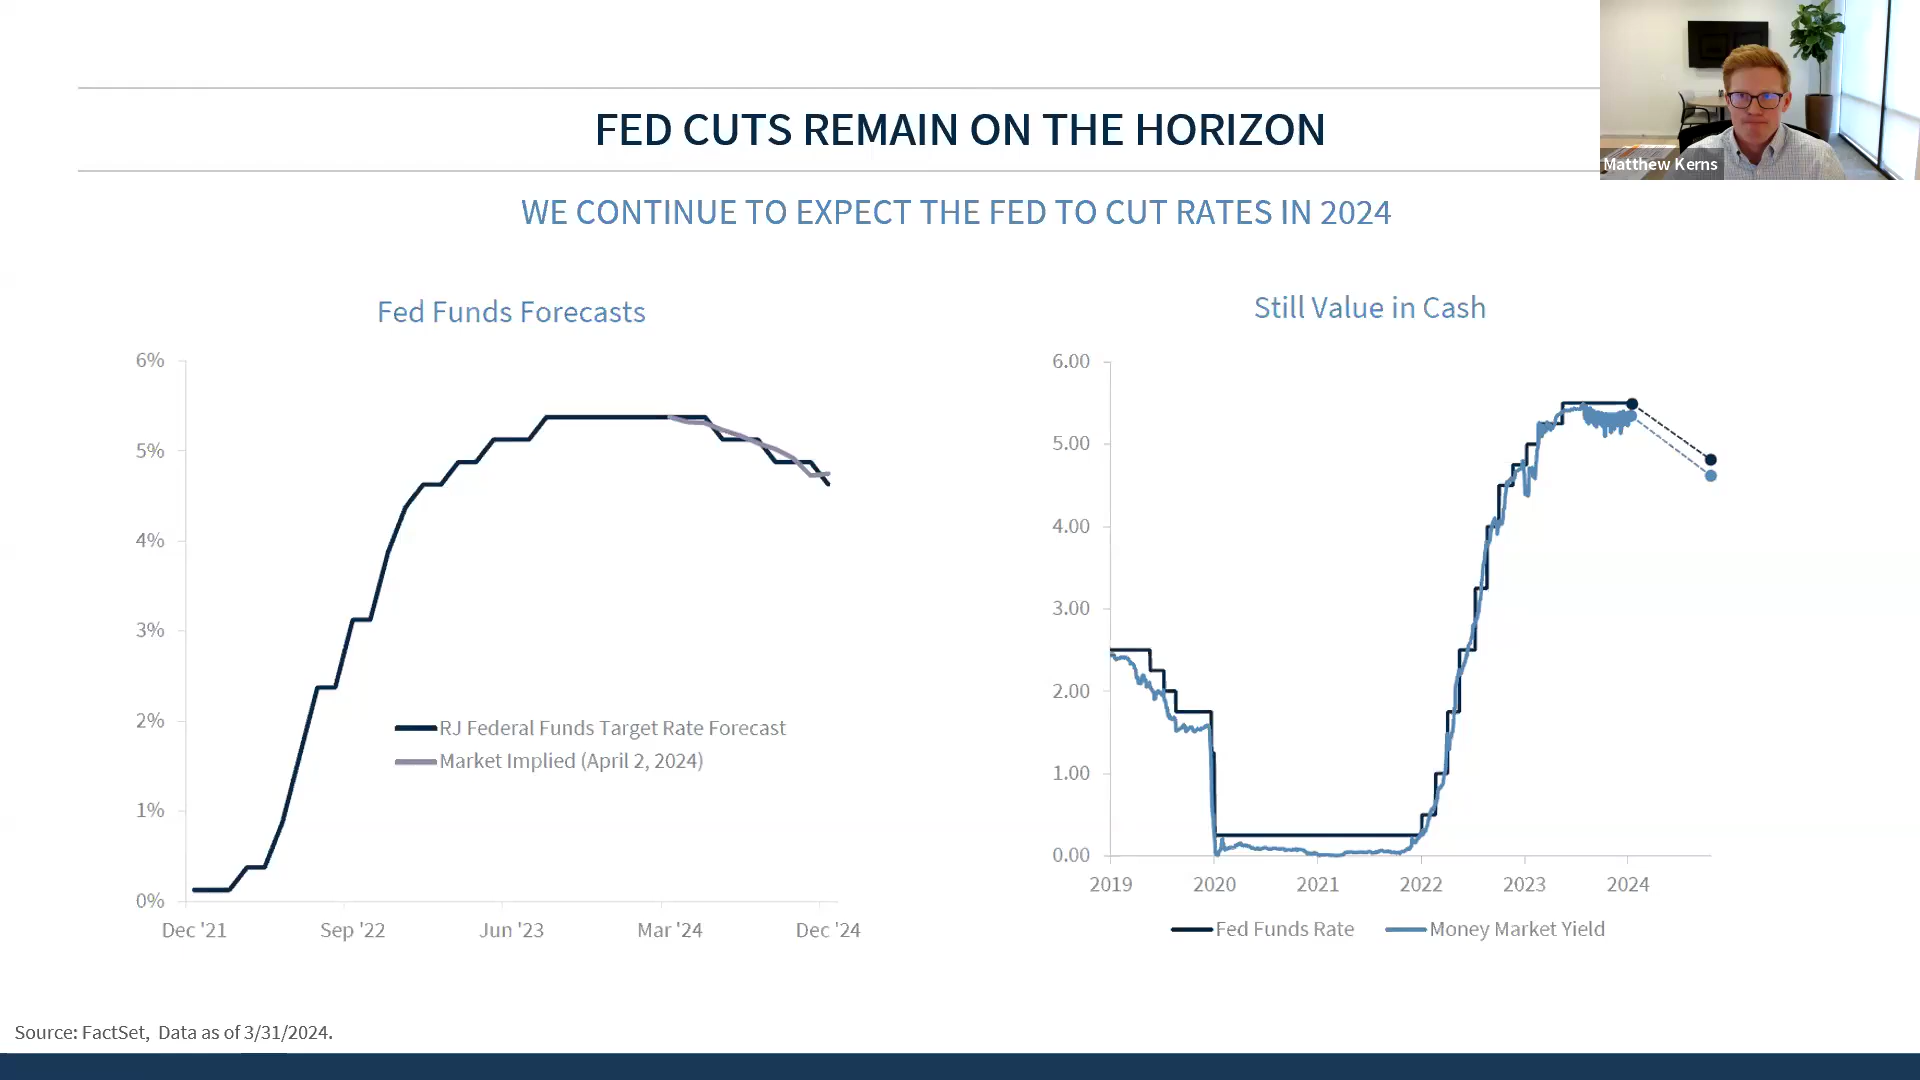 FED CUTS REMAIN ON THE HORIZON
Matthew Kerns
WE CONTINUE TO EXPECT THE FED TO CUT RATES IN 2024
Fed Funds Forecasts
6%
5%
4%
3%
2%
1%
0%
Dec '21 Sep '22 Jun '23 Mar '24 Dec '24
RJ Federal Funds Target Rate Forecast
Market Implied (April 2, 2024)
Still Value in Cash
6.00
5.00
4.00
3.00
2.00
1.00
0.00
2019 2020 2021 2022 2023 2024
Fed Funds Rate Money Market Yield
Source: FactSet, Data as of 3/31/2024.